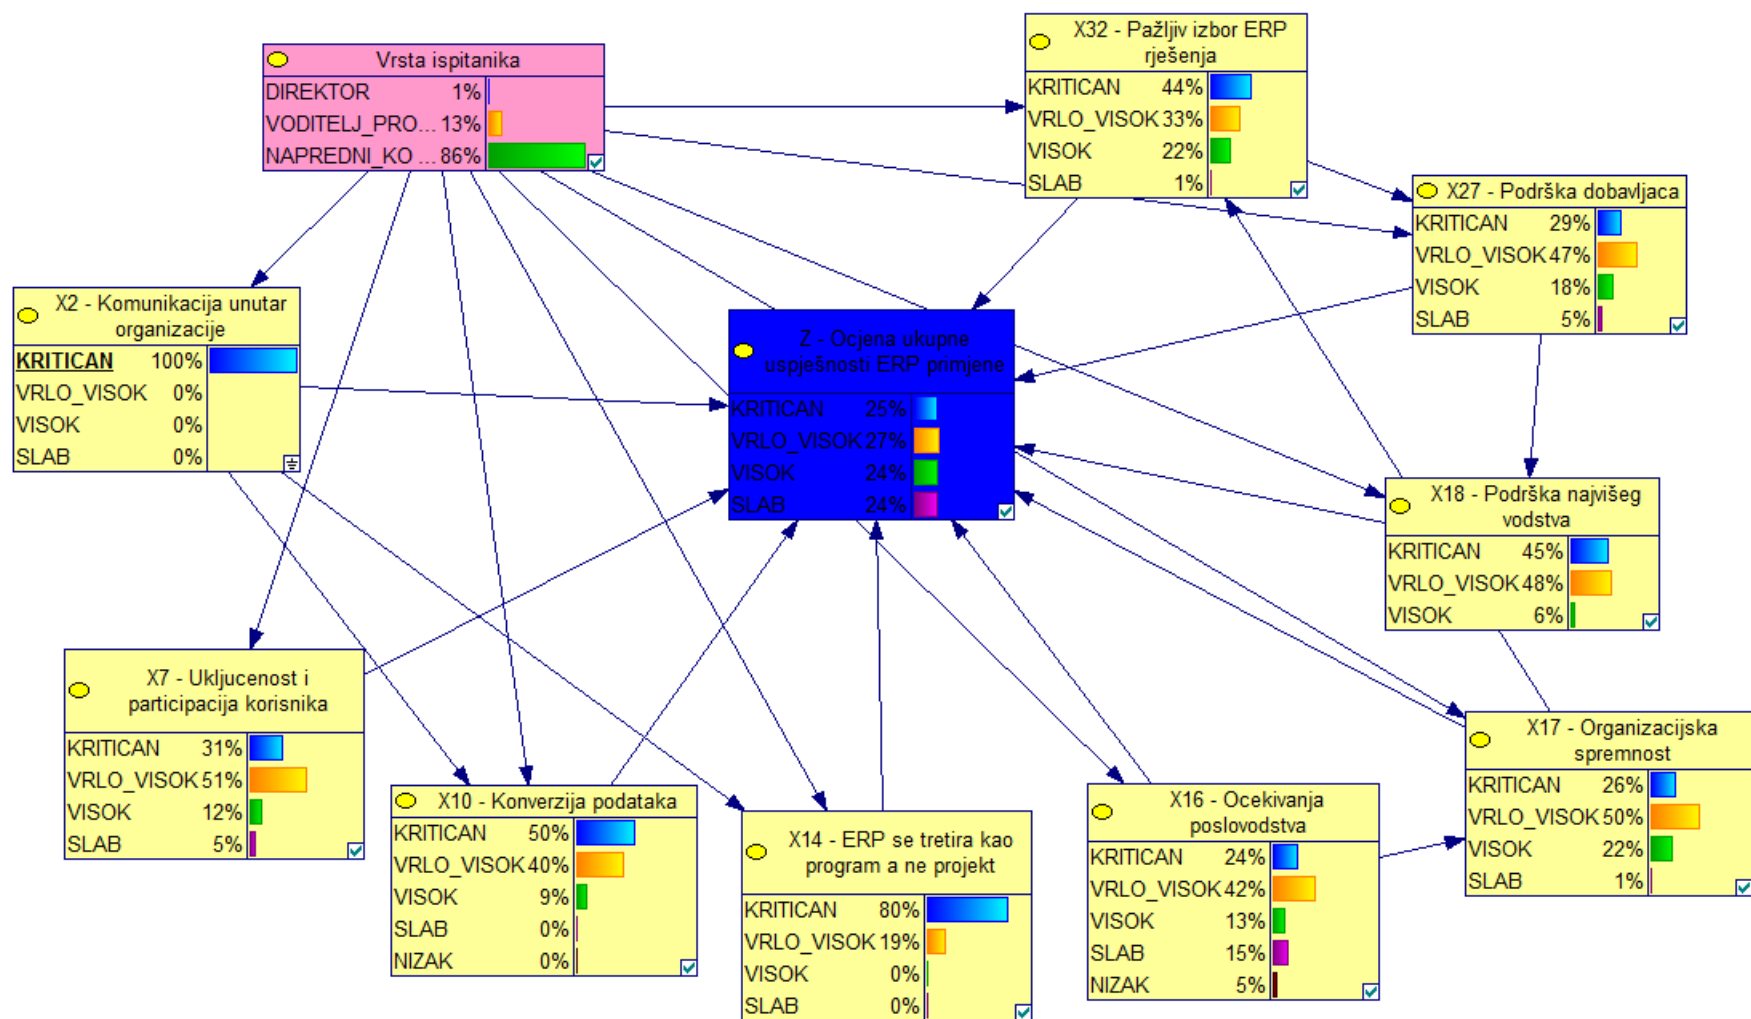 Vrsta ispitanika
DIREKTOR 1%
VODITELJ_PRO... 13%
NAPREDNI_KO ... 86%
X32 - Pažljiv izbor ERP
rješenja
KRITICAN 44%
VRLO_VISOK 33%
VISOK 22%
SLAB 1%
X27 - Podrška dobavljaca
KRITICAN 29%
VRLO_VISOK 47%
VISOK 18%
SLAB 5%
X2 - Komunikacija unutar
organizacije
KRITICAN 100%
VRLO_VISOK 0%
VISOK 0%
SLAB 0%
Z - Ocjena ukupne
uspješnosti ERP primjene
KRITICAN 25%
VRLO_VISOK 27%
VISOK 24%
SLAB 24%
X18 - Podrška najvišeg
vodstva
KRITICAN 45%
VRLO_VISOK 48%
VISOK 6%
X7 - Ukljucenost i
participacija korisnika
KRITICAN 31%
VRLO_VISOK 51%
VISOK 12%
SLAB 5%
X10 - Konverzija podataka
KRITICAN 50%
VRLO_VISOK 40%
VISOK 9%
SLAB 0%
NIZAK 0%
X14 - ERP se tretira kao
program a ne projekt
KRITICAN 80%
VRLO_VISOK 19%
VISOK 0%
SLAB 0%
X16 - Ocekivanja
poslovodstva
KRITICAN 24%
VRLO_VISOK 42%
VISOK 13%
SLAB 15%
NIZAK 5%
X17 - Organizacijska
spremnost
KRITICAN 26%
VRLO_VISOK 50%
VISOK 22%
SLAB 1%